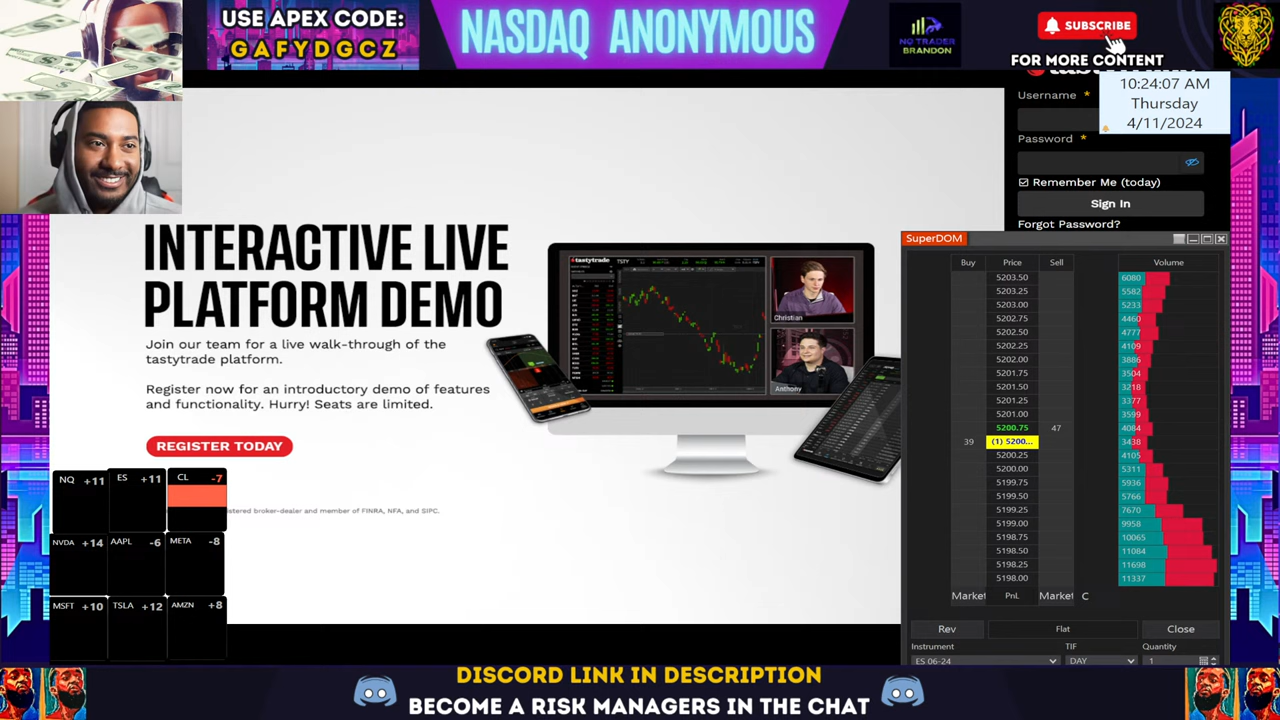 USE APEX CODE:
GAFYDGCZ
NASDAQ ANONYMOUS
NQ TRADER
BRANDON
SUBSCRIBE
FOR MORE CONTENT
10:24:07 AM
Thursday
4/11/2024
Username *
Password *
Remember Me (today)
Sign In
Forgot Password?
INTERACTIVE LIVE
PLATFORM DEMO
Join our team for a live walk-through of the
tastytrade platform.
Register now for an introductory demo of features
and functionality. Hurry! Seats are limited.
REGISTER TODAY
tastytrade
Christian
Anthony
broker-dealer and member of FINRA, NFA, and SIPC.
NQ +11 ES +11 CL -7
NVDA +14 AAPL -6 META -8
MSFT +10 TSLA +12 AMZN +8
SuperDOM
Buy Price Sell Volume
5203.50 6080
5203.25 5582
5203.00 5233
5202.75 4460
5202.50 4777
5202.25 4109
5202.00 3886
5201.75 3504
5201.50 3218
5201.25 3377
5201.00 3599
5200.75 47 4084
39 (1) 5200... 3438
5200.25 4105
5200.00 5311
5199.75 5936
5199.50 5766
5199.25 7670
5199.00 9958
5198.75 10065
5198.50 11084
5198.25 11698
5198.00 11337
Market PnL Market C
Rev Flat Close
Instrument TIF Quantity
ES 06-24 DAY 1
DISCORD LINK IN DESCRIPTION
BECOME A RISK MANAGERS IN THE CHAT